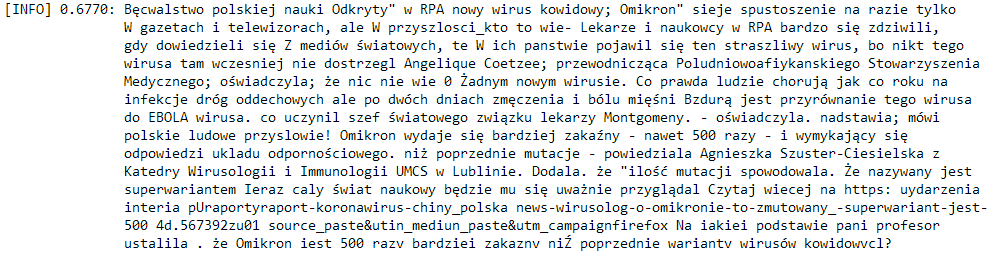 [INFO] 0.6770: Bęcwalstwo polskiej nauki Odkryty" w RPA nowy wirus kowidowy; Omikron" sieje spustoszenie na razie tylko
W gazetach i telewizorach, ale W przyszlosci_kto to wie- Lekarze i naukowcy w RPA bardzo się zdziwili,
gdy dowiedzieli się Z mediów światowych, te W ich panstwie pojawił się ten straszliwy wirus, bo nikt tego
wirusa tam wczesniej nie dostrzegl Angelique Coetzee; przewodnicząca Poludniowoafiykanskiego Stowarzyszenia
Medycznego; oświadczyla; że nic nie wie 0 Żadnym nowym wirusie. Co prawda ludzie chorują jak co roku na
infekcje dróg oddechowych ale po dwóch dniach zmęczenia i bólu mięśni Bzdurą jest przyrównanie tego wirusa
do EBOLA wirusa. co uczynil szef światowego związku lekarzy Montgomeny. - oświadczyla. nadstawia; mówi
polskie ludowe przyslowie! Omikron wydaje się bardziej zakaźny - nawet 500 razy - i wymykający się
odpowiedzi ukladu odpornościowego. niż poprzednie mutacje - powiedziala Agnieszka Szuster-Ciesielska z
Katedry Wirusologii i Immunologii UMCS w Lublinie. Dodala. że "ilość mutacji spowodowala. Że nazywany jest
superwariantem Ieraz caly świat naukowy będzie mu się uważnie przyglądal Czytaj wiecej na https: uydarzenia
interia pUraportyraport-koronawirus-chiny_polska news-wirusolog-o-omikronie-to-zmutowany_-superwariant-jest-
500 4d.567392zu01 source_paste&utin_mediun_paste&utm_campaignfirefox Na iakiei podstawie pani profesor
ustalila . że Omikron iest 500 razv bardziei zakaznv niŹ poprzednie wariantv wirusów kowidowvcl?